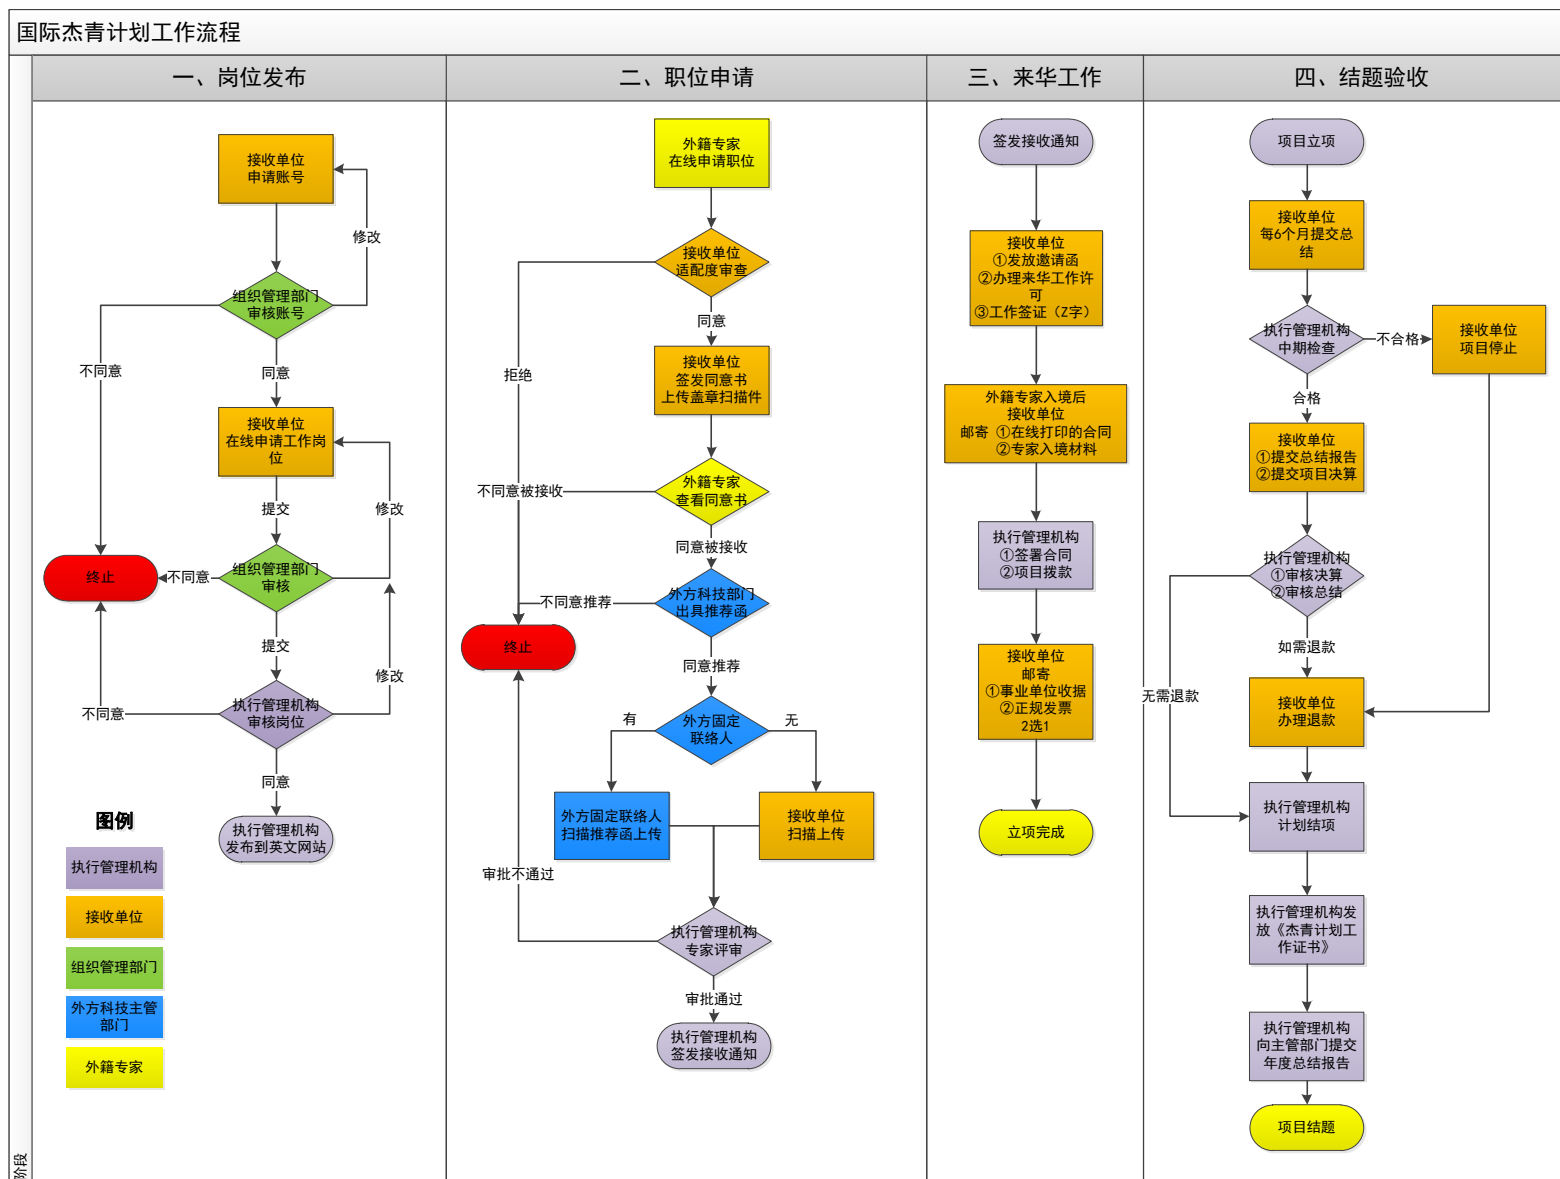 国际杰青计划工作流程
一、岗位发布
二、职位申请
三、来华工作
四、结题验收
接收单位
申请账号
修改
组织管理部门
审核账号
不同意
同意
接收单位
在线申请工作岗
位
提交
修改
组织管理部门
审核
不同意
终止
提交
修改
执行管理机构
审核岗位
不同意
同意
执行管理机构
发布到英文网站
图例
执行管理机构
接收单位
组织管理部门
外方科技主管
部门
外籍专家
阶段
外籍专家
在线申请职位
接收单位
适配度审查
同意
拒绝
接收单位
签发同意书
上传盖章扫描件
外籍专家
查看同意书
不同意被接收
同意被接收
外方科技部门
出具推荐函
不同意推荐
终止
同意推荐
外方固定
联络人
有
无
外方固定联络人
扫描推荐函上传
接收单位
扫描上传
审批不通过
执行管理机构
专家评审
审批通过
执行管理机构
签发接收通知
签发接收通知
接收单位
①发放邀请函
②办理来华工作许
可
③工作签证（Z字）
外籍专家入境后
接收单位
邮寄 ①在线打印的合同
②专家入境材料
执行管理机构
①签署合同
②项目拨款
接收单位
邮寄
①事业单位收据
②正规发票
2选1
立项完成
项目立项
接收单位
每6个月提交总
结
执行管理机构
中期检查
不合格
接收单位
项目停止
合格
接收单位
①提交总结报告
②提交项目决算
执行管理机构
①审核决算
②审核总结
如需退款
无需退款
接收单位
办理退款
执行管理机构
计划结项
执行管理机构发
放《杰青计划工
作证书》
执行管理机构
向主管部门提交
年度总结报告
项目结题